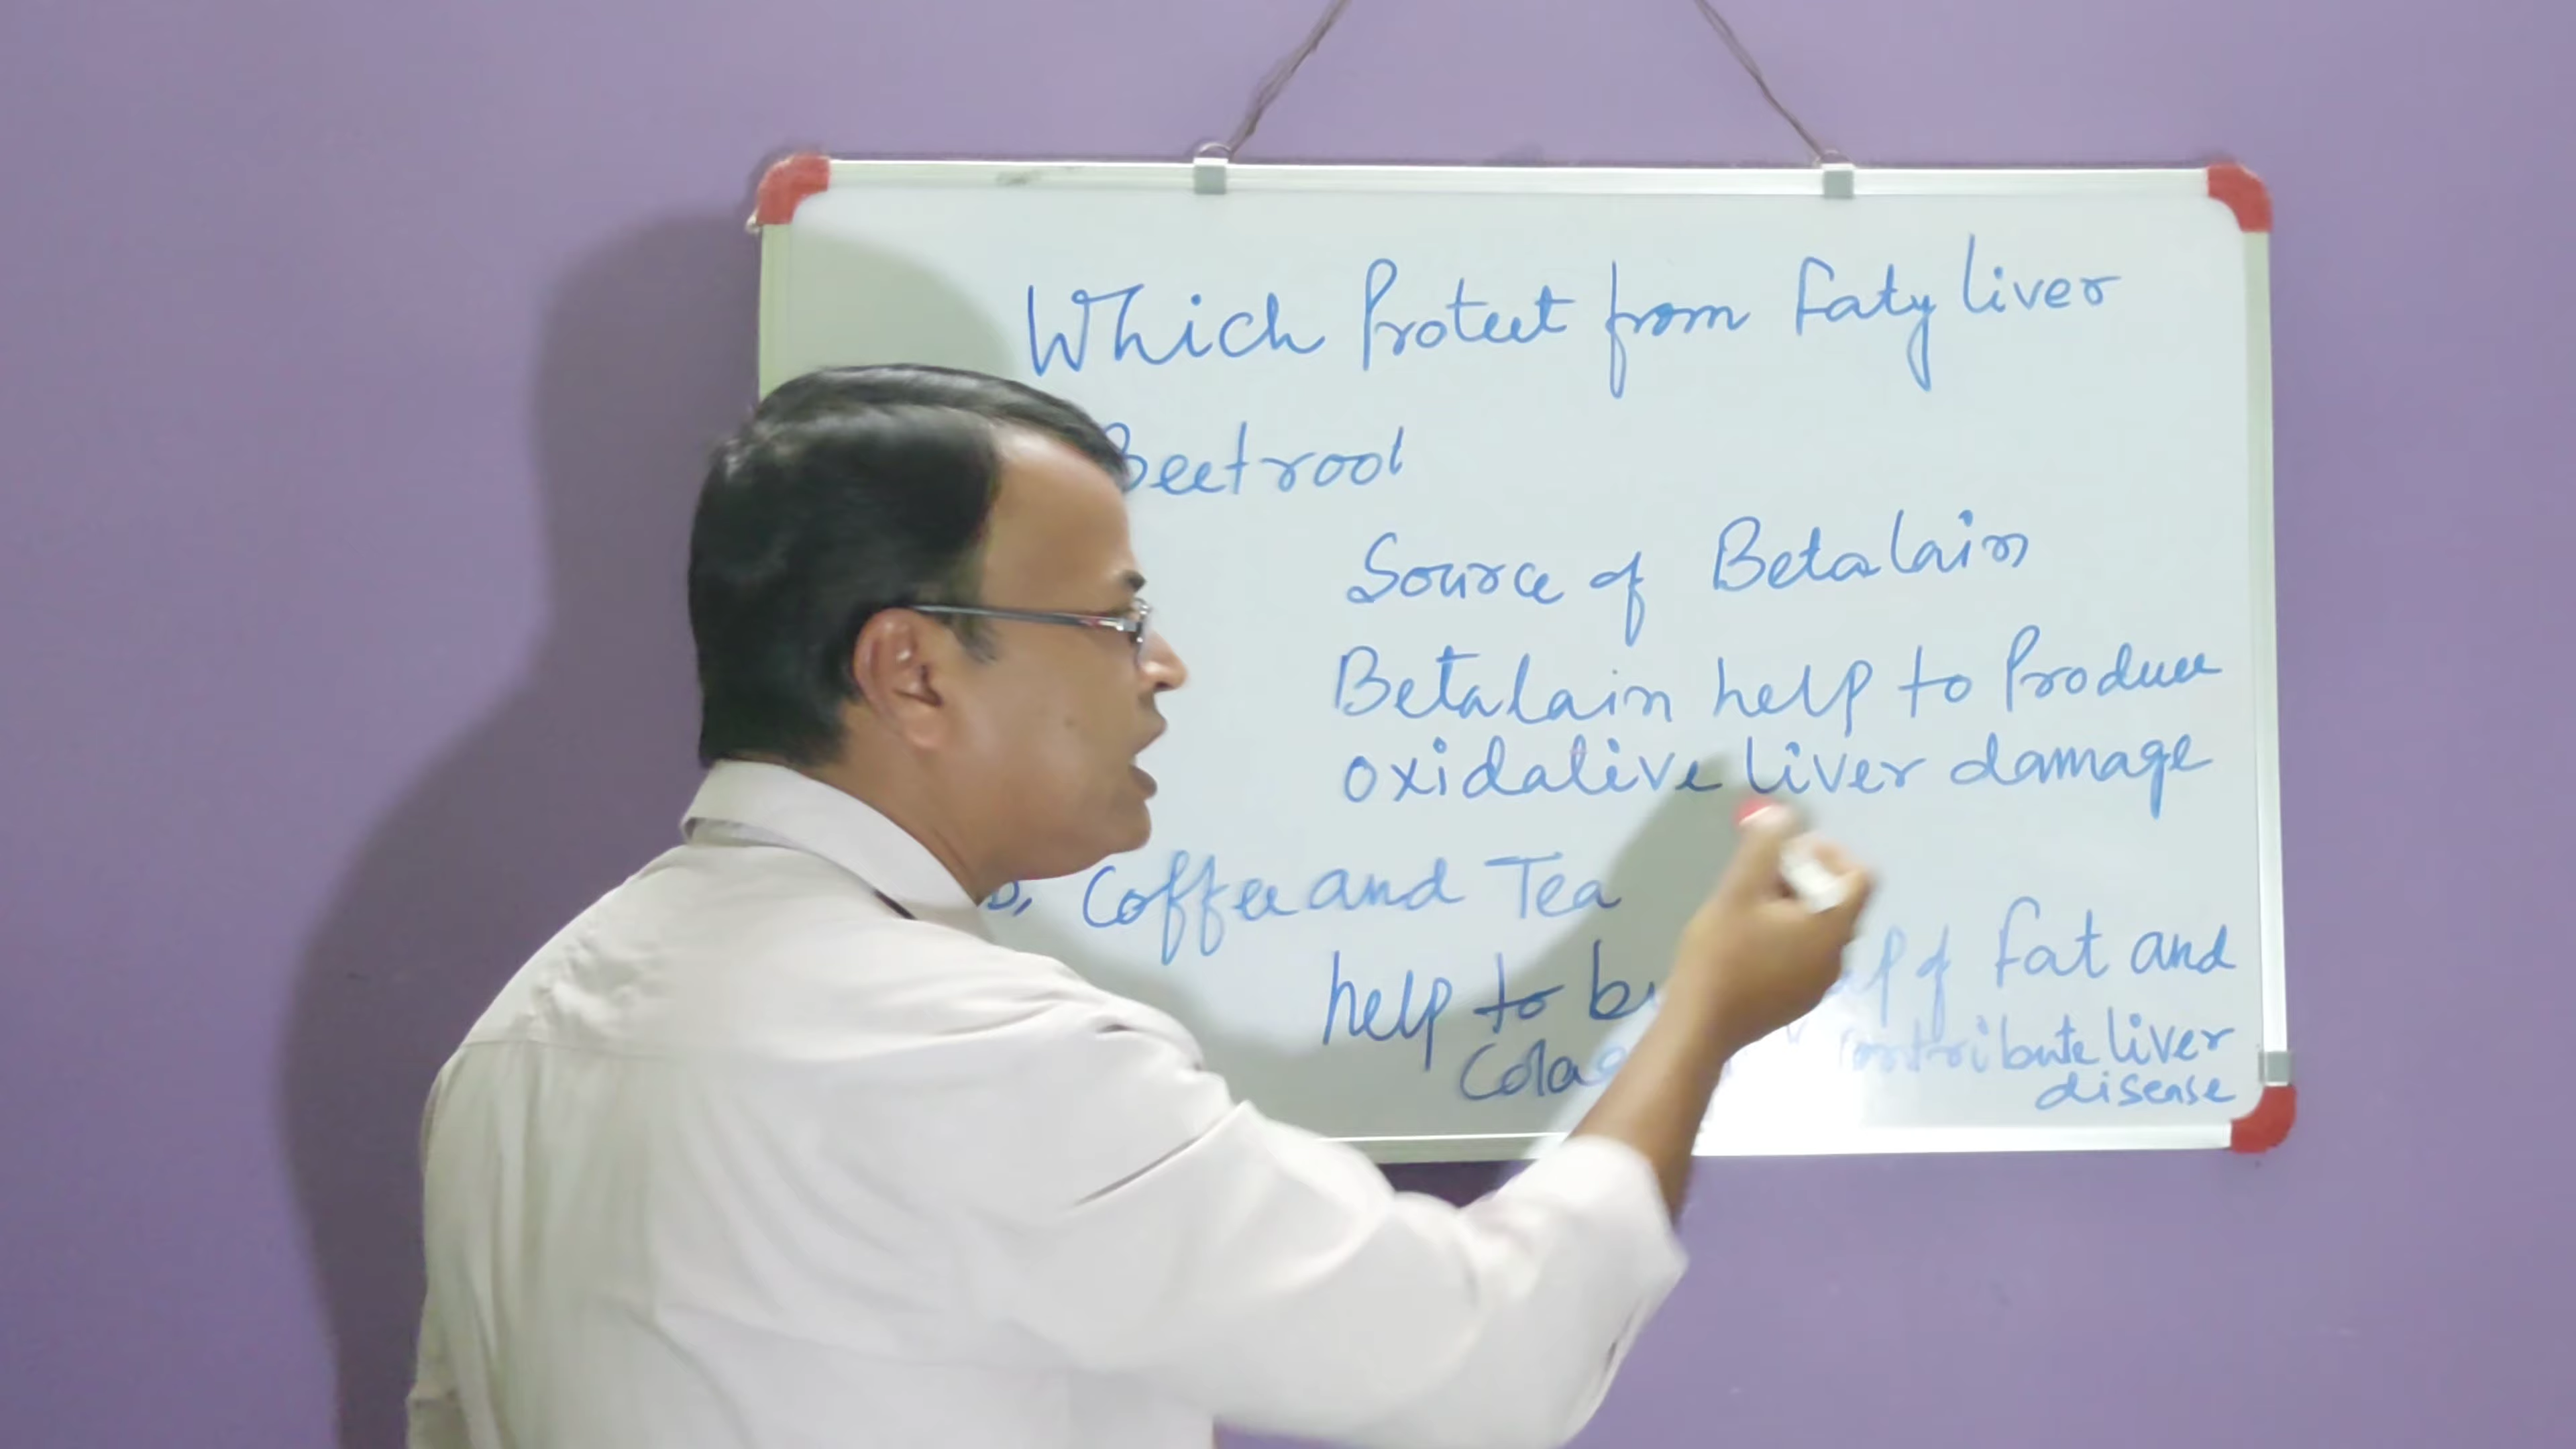 Which Protect from Faty liver
Beetroot
Source of Betalain
Betalain help to Produce
oxidative liver damage
Coffee and Tea
help to of Fat and
contribute liver
disease